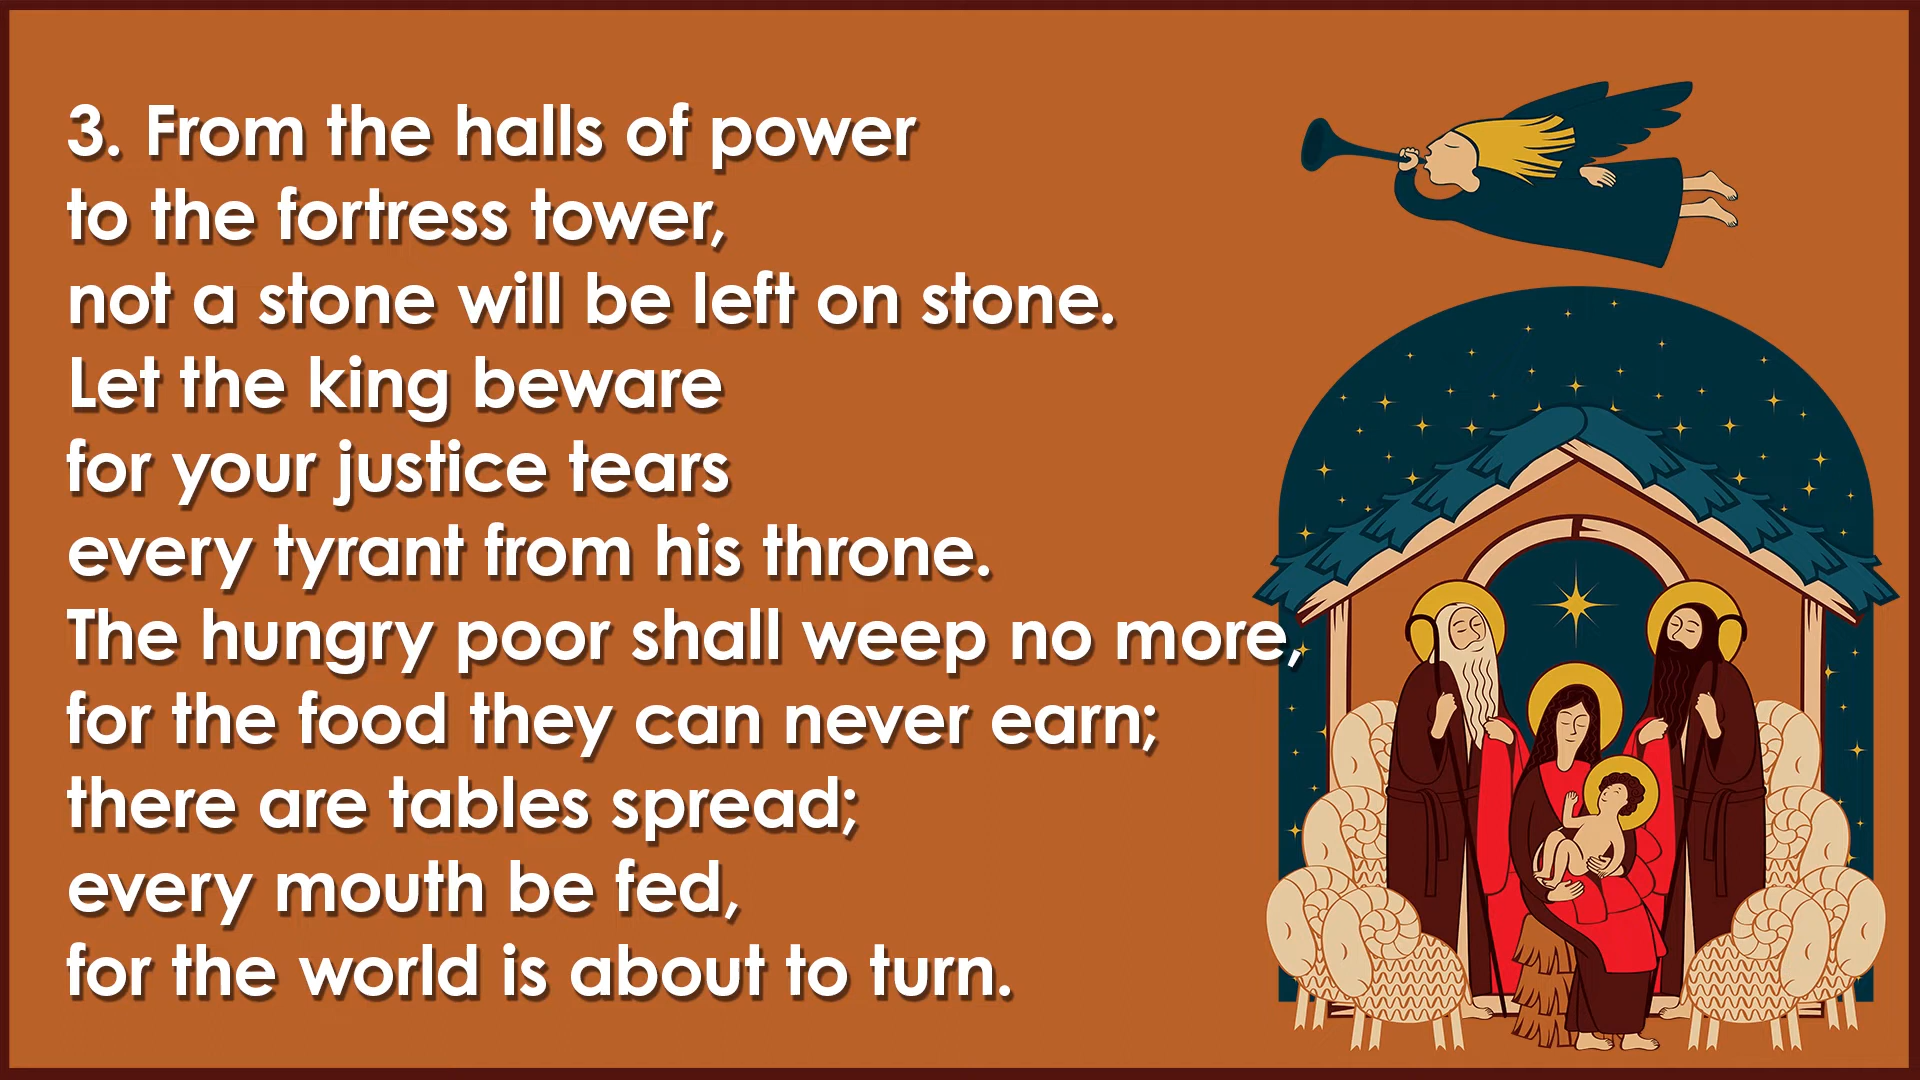 3. From the halls of power
to the fortress tower,
not a stone will be left on stone.
Let the king beware
for your justice tears
every tyrant from his throne.
The hungry poor shall weep no more,
for the food they can never earn;
there are tables spread;
every mouth be fed,
for the world is about to turn.